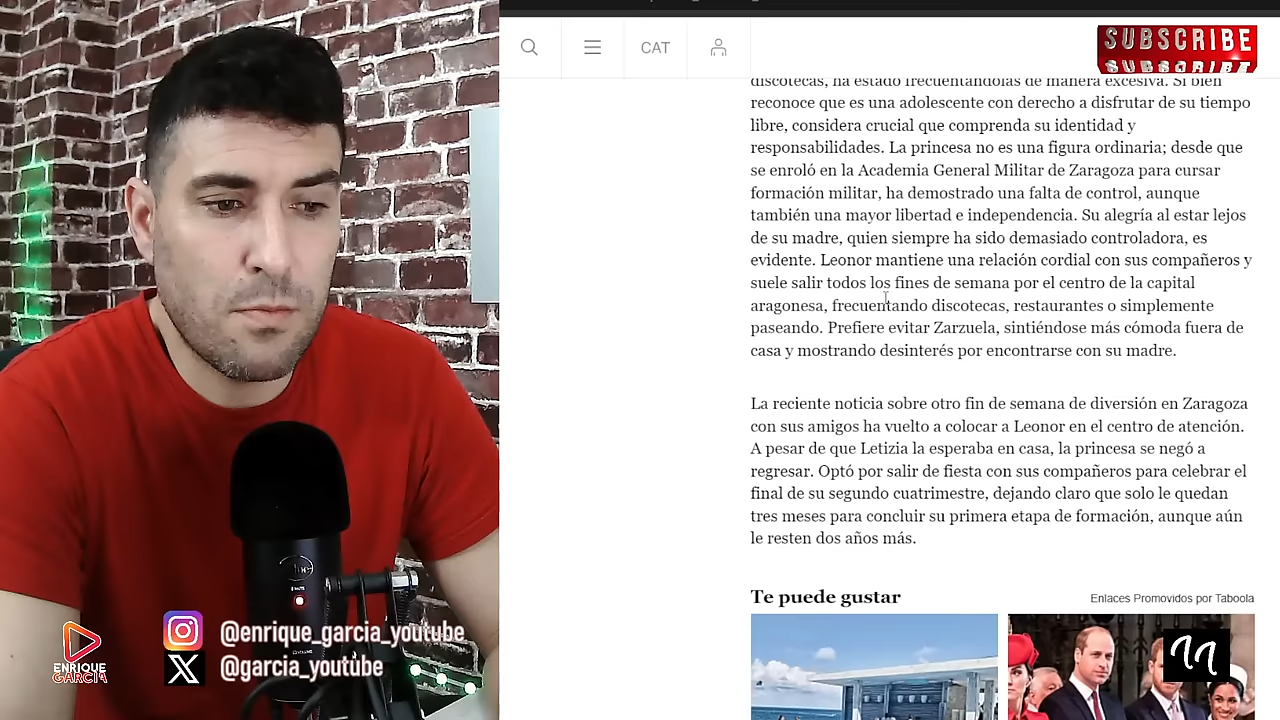 CAT
SUBSCRIBE
discotecas, ha estado frecuentándolas de manera excesiva. Si bien
reconoce que es una adolescente con derecho a disfrutar de su tiempo
libre, considera crucial que comprenda su identidad y
responsabilidades. La princesa no es una figura ordinaria; desde que
se enroló en la Academia General Militar de Zaragoza para cursar
formación militar, ha demostrado una falta de control, aunque
también una mayor libertad e independencia. Su alegría al estar lejos
de su madre, quien siempre ha sido demasiado controladora, es
evidente. Leonor mantiene una relación cordial con sus compañeros y
suele salir todos los fines de semana por el centro de la capital
aragonesa, frecuentando discotecas, restaurantes o simplemente
paseando. Prefiere evitar Zarzuela, sintiéndose más cómoda fuera de
casa y mostrando desinterés por encontrarse con su madre.
La reciente noticia sobre otro fin de semana de diversión en Zaragoza
con sus amigos ha vuelto a colocar a Leonor en el centro de atención.
A pesar de que Letizia la esperaba en casa, la princesa se negó a
regresar. Optó por salir de fiesta con sus compañeros para celebrar el
final de su segundo cuatrimestre, dejando claro que solo le quedan
tres meses para concluir su primera etapa de formación, aunque aún
le resten dos años más.
Te puede gustar
Enlaces Promovidos por Taboola
@enrique_garcia_youtube
@garcia_youtube
ENRIQUE
GARCIA